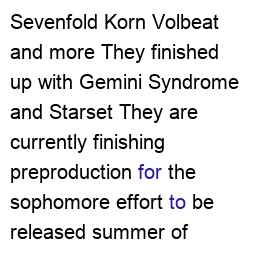 Sevenfold Korn Volbeat
and more They finished
up with Gemini Syndrome
and Starset They are
currently finishing
preproduction for the
sophomore effort to be
released summer of